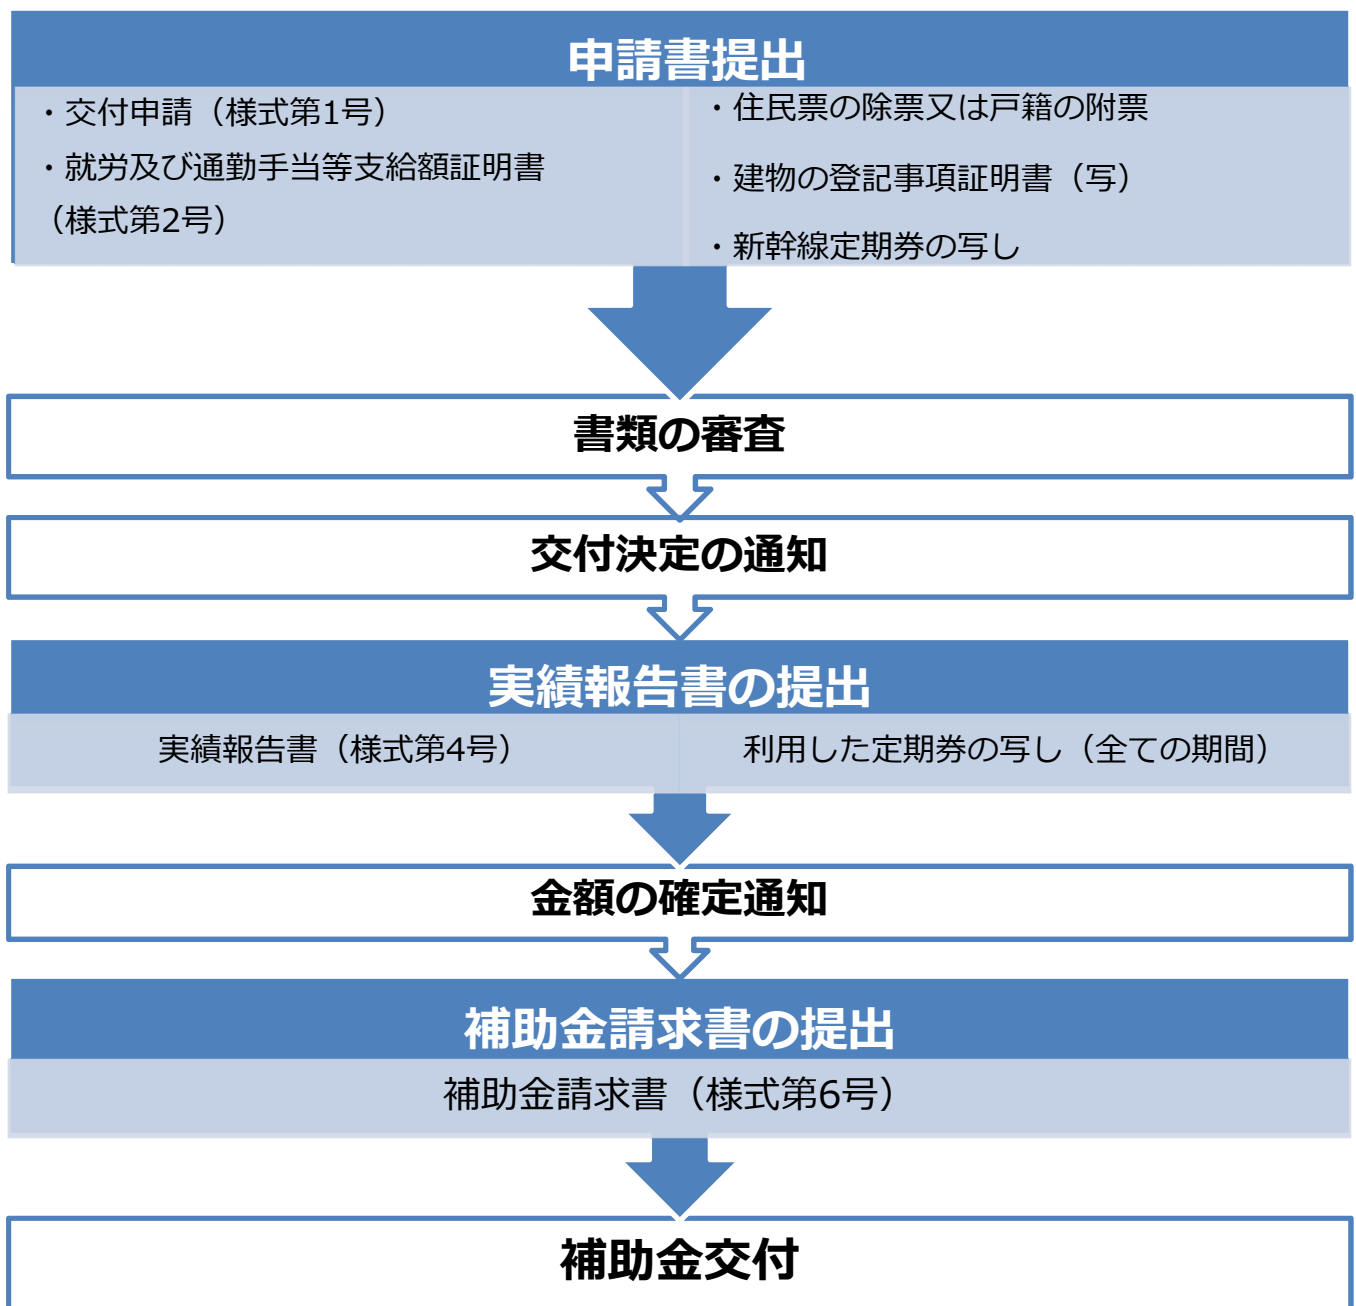 申請書提出
・交付申請（様式第1号）
・就労及び通勤手当等支給額証明書
（様式第2号）
・住民票の除票又は戸籍の附票
・建物の登記事項証明書（写）
・新幹線定期券の写し
書類の審査
交付決定の通知
実績報告書の提出
実績報告書（様式第4号）
利用した定期券の写し（全ての期間）
金額の確定通知
補助金請求書の提出
補助金請求書（様式第6号）
補助金交付